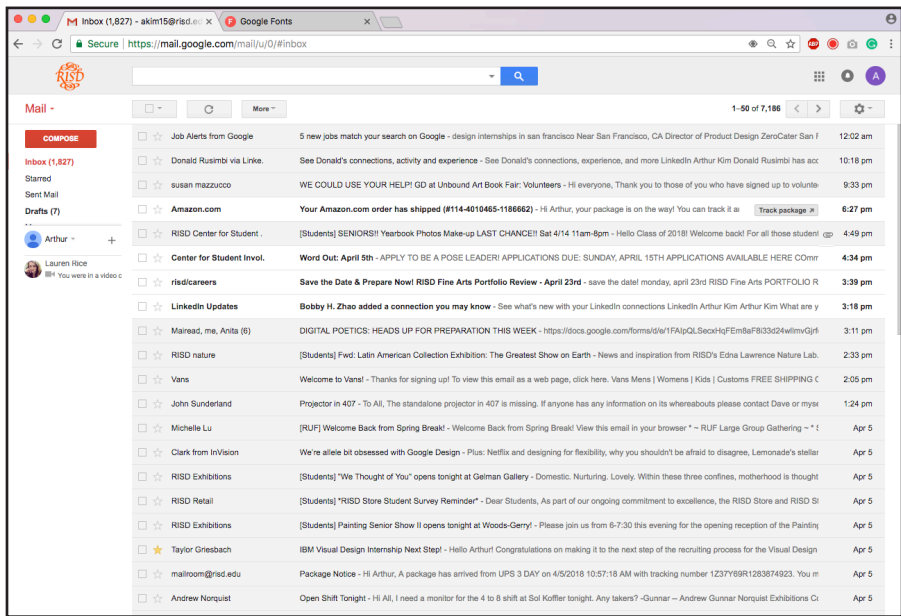 Inbox (1,827) - akim15@risd.ed
Google Fonts
Secure | https://mail.google.com/mail/u/0/#inbox
RISD
A
Mail
More
1–50 of 7,186
COMPOSE
Inbox (1,827)
Starred
Sent Mail
Drafts (7)
Arthur
Lauren Rice
You were in a video c
Job Alerts from Google 5 new jobs match your search on Google - design internships in san francisco Near San Francisco, CA Director of Product Design ZeroCater San F 12:02 am
Donald Rusimbi via Linke. See Donald's connections, activity and experience - See Donald's connections, experience, and more LinkedIn Arthur Kim Donald Rusimbi has acc 10:18 pm
susan mazzucco WE COULD USE YOUR HELP! GD at Unbound Art Book Fair: Volunteers - Hi everyone, Thank you to those of you who have signed up to volunte 9:33 pm
Amazon.com Your Amazon.com order has shipped (#114-4010465-1186662) - Hi Arthur, your package is on the way! You can track it a Track package 6:27 pm
RISD Center for Student . [Students] SENIORS!! Yearbook Photos Make-up LAST CHANCE!! Sat 4/14 11am-8pm - Hello Class of 2018! Welcome back! For all those student 4:49 pm
Center for Student Invol. Word Out: April 5th - APPLY TO BE A POSE LEADER! APPLICATIONS DUE: SUNDAY, APRIL 15TH APPLICATIONS AVAILABLE HERE COmm 4:34 pm
risd/careers Save the Date & Prepare Now! RISD Fine Arts Portfolio Review - April 23rd - save the date! monday, april 23rd RISD Fine Arts PORTFOLIO R 3:39 pm
LinkedIn Updates Bobby H. Zhao added a connection you may know - See what's new with your LinkedIn connections LinkedIn Arthur Kim Arthur Kim What are y 3:18 pm
Mairead, me, Anita (6) DIGITAL POETICS: HEADS UP FOR PREPARATION THIS WEEK - 3:11 pm
RISD nature [Students] Fwd: Latin American Collection Exhibition: The Greatest Show on Earth - News and inspiration from RISD's Edna Lawrence Nature Lab. 2:33 pm
Vans Welcome to Vans! - Thanks for signing up! To view this email as a web page, click here. Vans Mens | Womens | Kids | Customs FREE SHIPPING C 2:05 pm
John Sunderland Projector in 407 - To All, The standalone projector in 407 is missing. If anyone has any information on its whereabouts please contact Dave or myse 1:24 pm
Michelle Lu [RUF] Welcome Back from Spring Break! - Welcome Back from Spring Break! View this email in your browser * ~ RUF Large Group Gathering ~ * Apr 5
Clark from InVision We're allele bit obsessed with Google Design - Plus: Netflix and designing for flexibility, why you shouldn't be afraid to disagree, Lemonade's stellar Apr 5
RISD Exhibitions [Students] "We Thought of You" opens tonight at Gelman Gallery - Domestic. Nurturing. Lovely. Within these three confines, motherhood is thought Apr 5
RISD Retail [Students] *RISD Store Student Survey Reminder* - Dear Students, As part of our ongoing commitment to excellence, the RISD Store and RISD St Apr 5
RISD Exhibitions [Students] Painting Senior Show II opens tonight at Woods-Gerry! - Please join us from 6-7:30 this evening for the opening reception of the Painting Apr 5
Taylor Griesbach IBM Visual Design Internship Next Step! - Hello Arthur! Congratulations on making it to the next step of the recruiting process for the Visual Design Apr 5
mailroom@risd.edu Package Notice - Hi Arthur, A package has arrived from UPS 3 DAY on 4/5/2018 10:57:18 AM with tracking number 1Z37Y69R1283874923. You m Apr 5
Andrew Norquist Open Shift Tonight - Hi All, I need a monitor for the 4 to 8 shift at Sol Koffler tonight. Any takers? -Gunnar -- Andrew Gunnar Norquist Exhibitions Co Apr 5